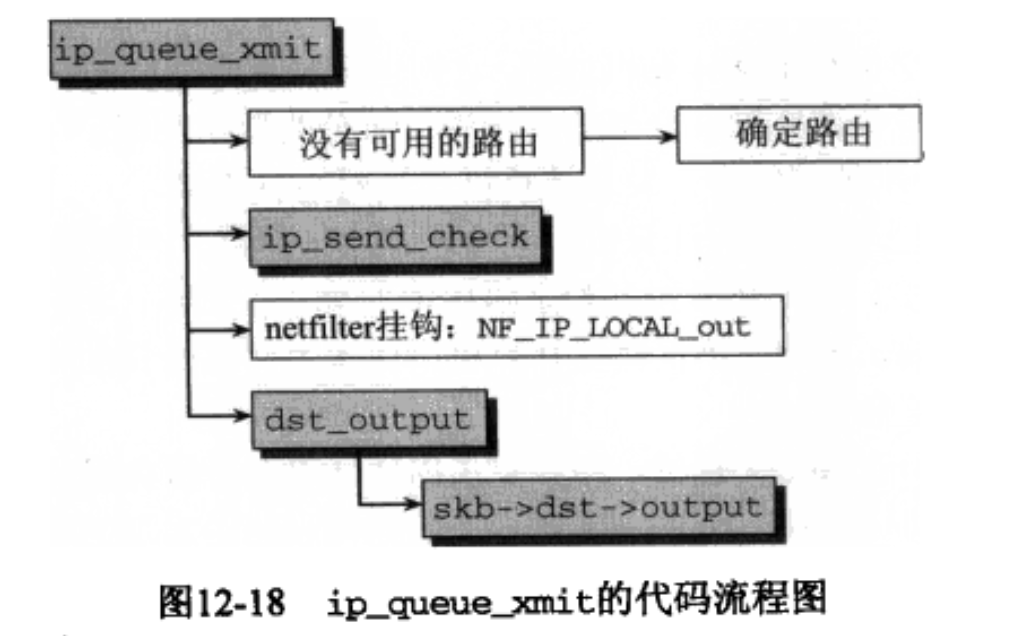 ip_queue_xmit
没有可用的路由
确定路由
ip_send_check
netfilter挂钩：NF_IP_LOCAL_out
dst_output
skb->dst->output
图12-18 ip_queue_xmit的代码流程图